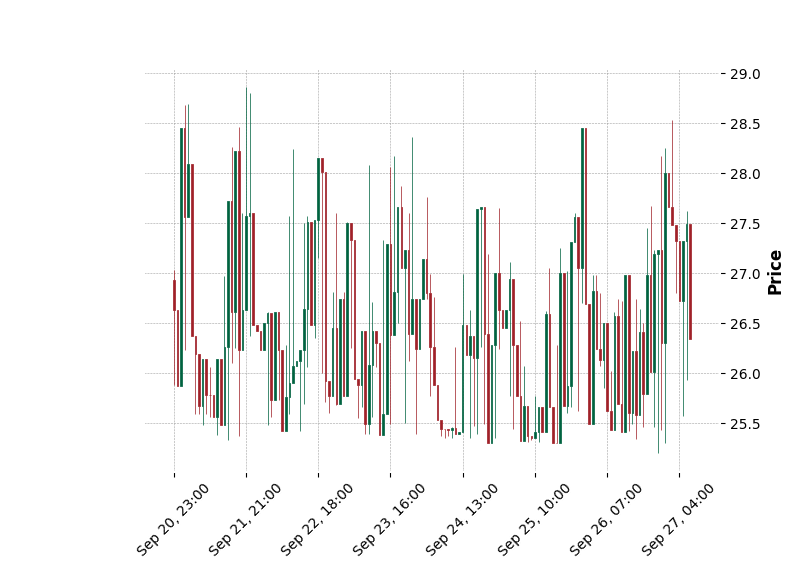 29.0
28.5
28.0
27.5
27.0
26.5
26.0
25.5
Price
Sep 20, 23:00
Sep 21, 21:00
Sep 22, 18:00
Sep 23, 16:00
Sep 24, 13:00
Sep 25, 10:00
Sep 26, 07:00
Sep 27, 04:00